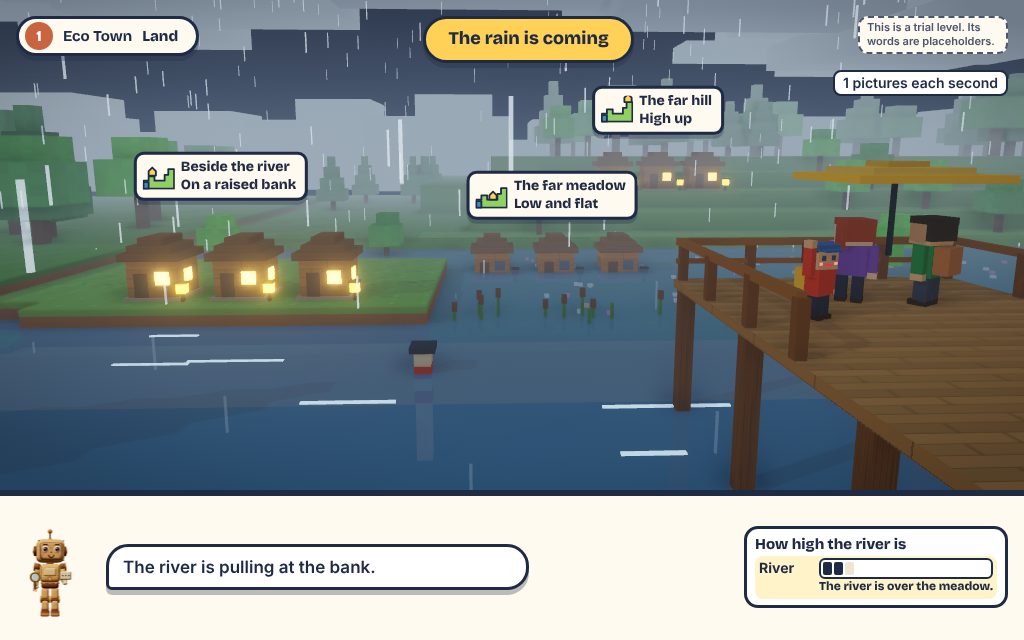 1 Eco Town Land
The rain is coming
This is a trial level. Its
words are placeholders.
1 pictures each second
The far hill
High up
Beside the river
On a raised bank
The far meadow
Low and flat
The river is pulling at the bank.
How high the river is
River
The river is over the meadow.